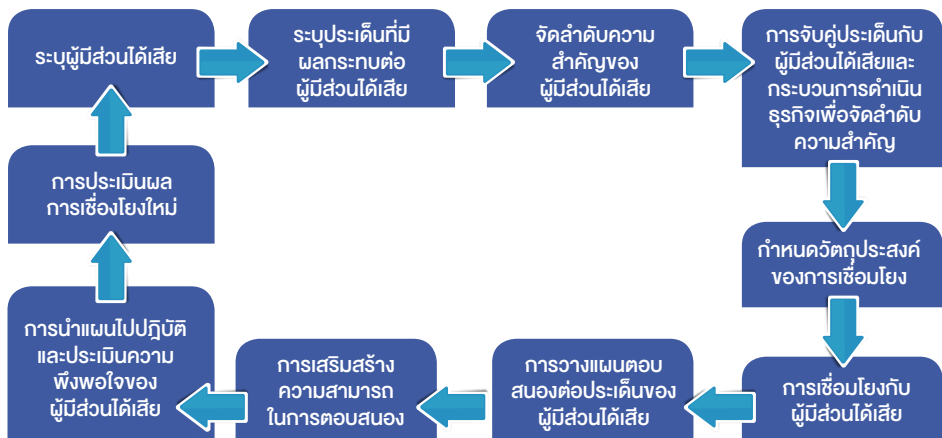 ระบุผู้มีส่วนได้เสีย
ระบุประเด็นที่มี
ผลกระทบต่อ
ผู้มีส่วนได้เสีย
จัดลำดับความ
สำคัญของ
ผู้มีส่วนได้เสีย
การจับคู่ประเด็นกับ
ผู้มีส่วนได้เสียและ
กระบวนการดำเนิน
ธุรกิจเพื่อจัดลำดับ
ความสำคัญ
กำหนดวัตถุประสงค์
ของการเชื่อมโยง
การเชื่อมโยงกับ
ผู้มีส่วนได้เสีย
การวางแผนตอบ
สนองต่อประเด็นของ
ผู้มีส่วนได้เสีย
การเสริมสร้าง
ความสามารถ
ในการตอบสนอง
การนำแผนไปปฎิบัติ
และประเมินความ
พึงพอใจของ
ผู้มีส่วนได้เสีย
การประเมินผล
การเชื่องโยงใหม่